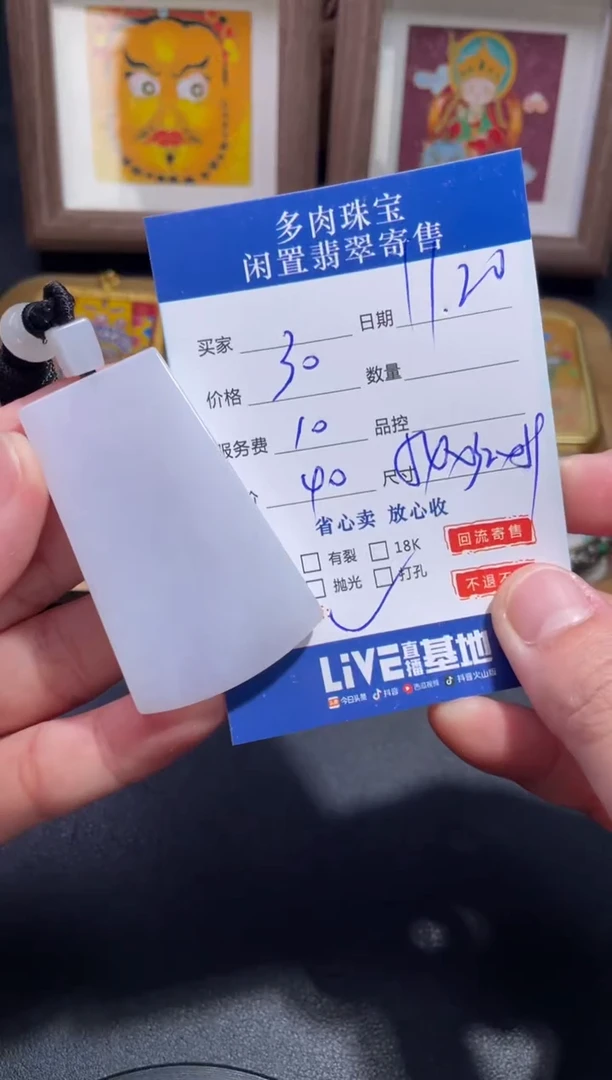 多肉珠宝
闲置翡翠寄售
买家 日期 11.20
价格 30 数量
服务费 10 品控
价 40 尺寸
省心卖 放心收
有裂 18K 回流寄售
抛光 打孔 不退不
LiVE直播基地
今日头条 抖音 西瓜视频 抖音火山版